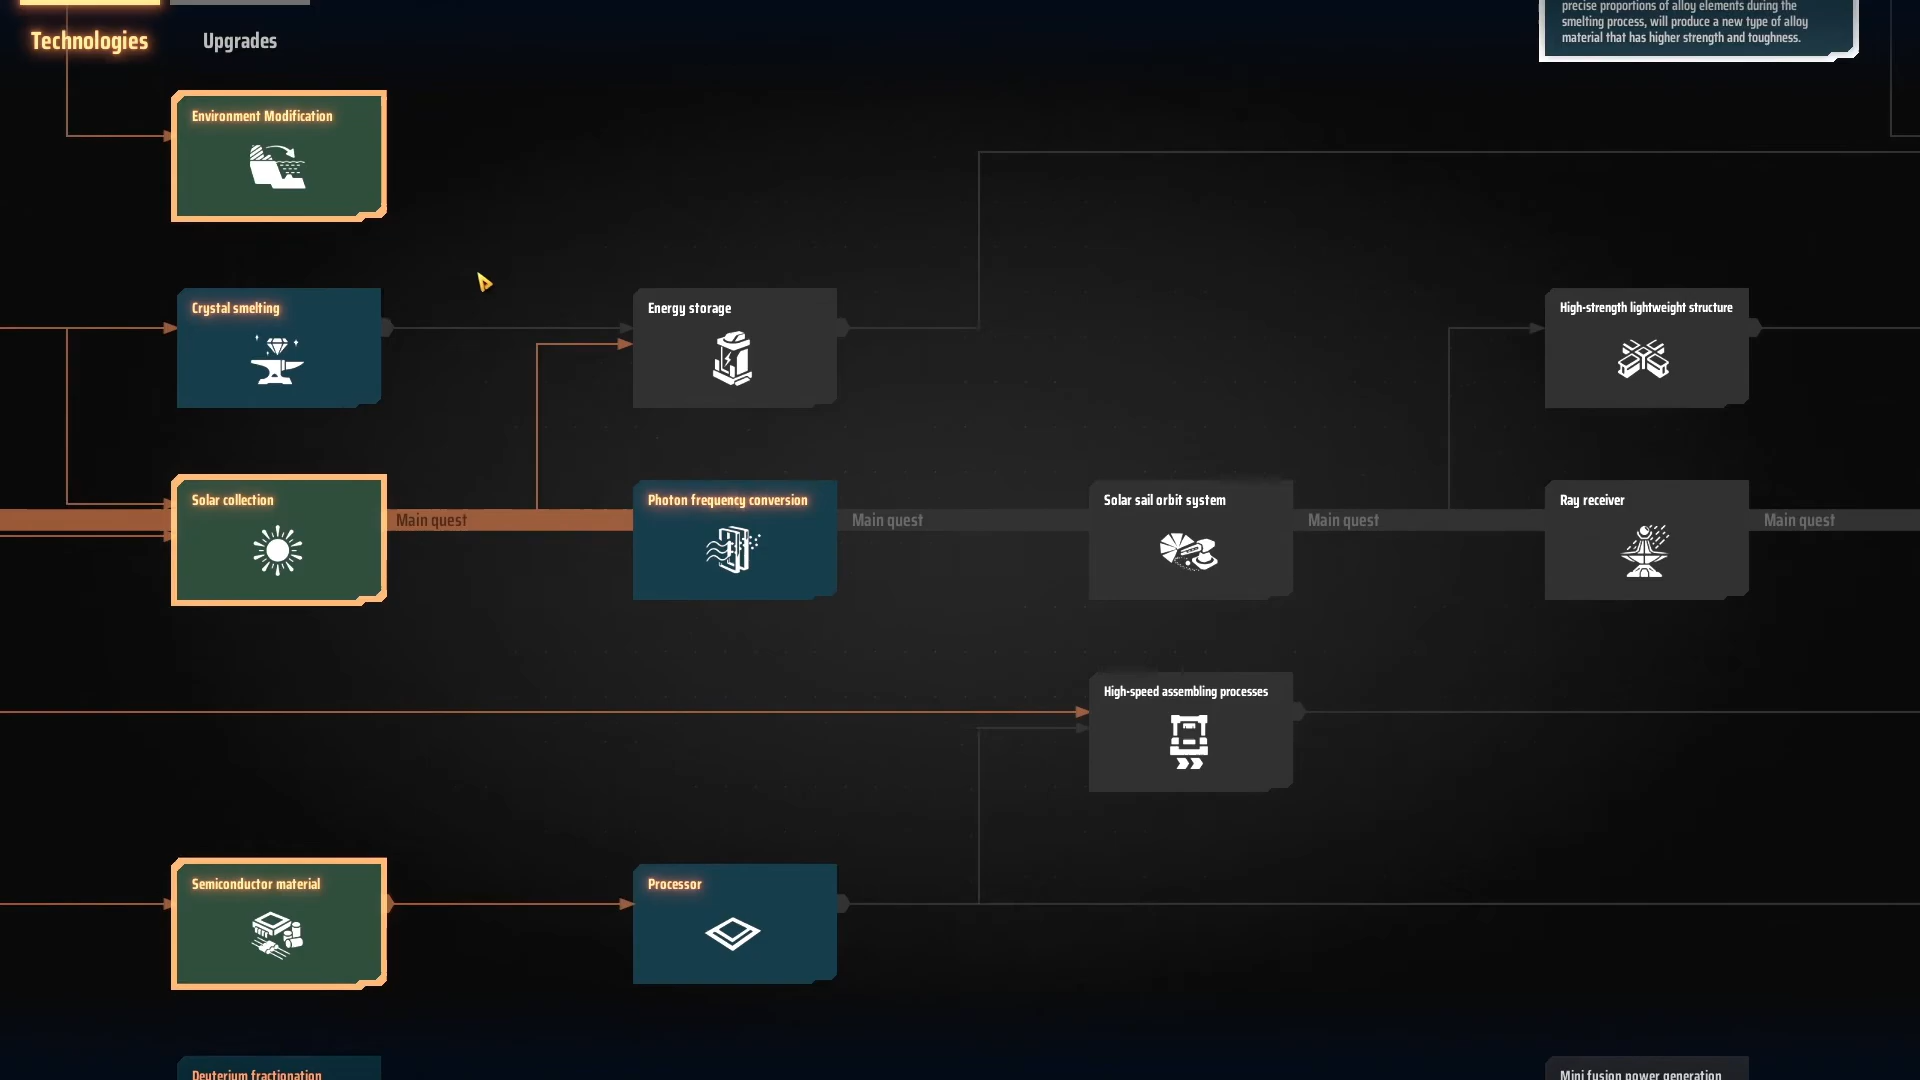 precise proportions of alloy elements during the
smelting process, will produce a new type of alloy
material that has higher strength and toughness.
Technologies
Upgrades
Environment Modification
Crystal smelting
Energy storage
High-strength lightweight structure
Solar collection
Main quest
Photon frequency conversion
Main quest
Solar sail orbit system
Main quest
Ray receiver
Main quest
High-speed assembling processes
Semiconductor material
Processor
Deuterium fractionation
Mini fusion power generation